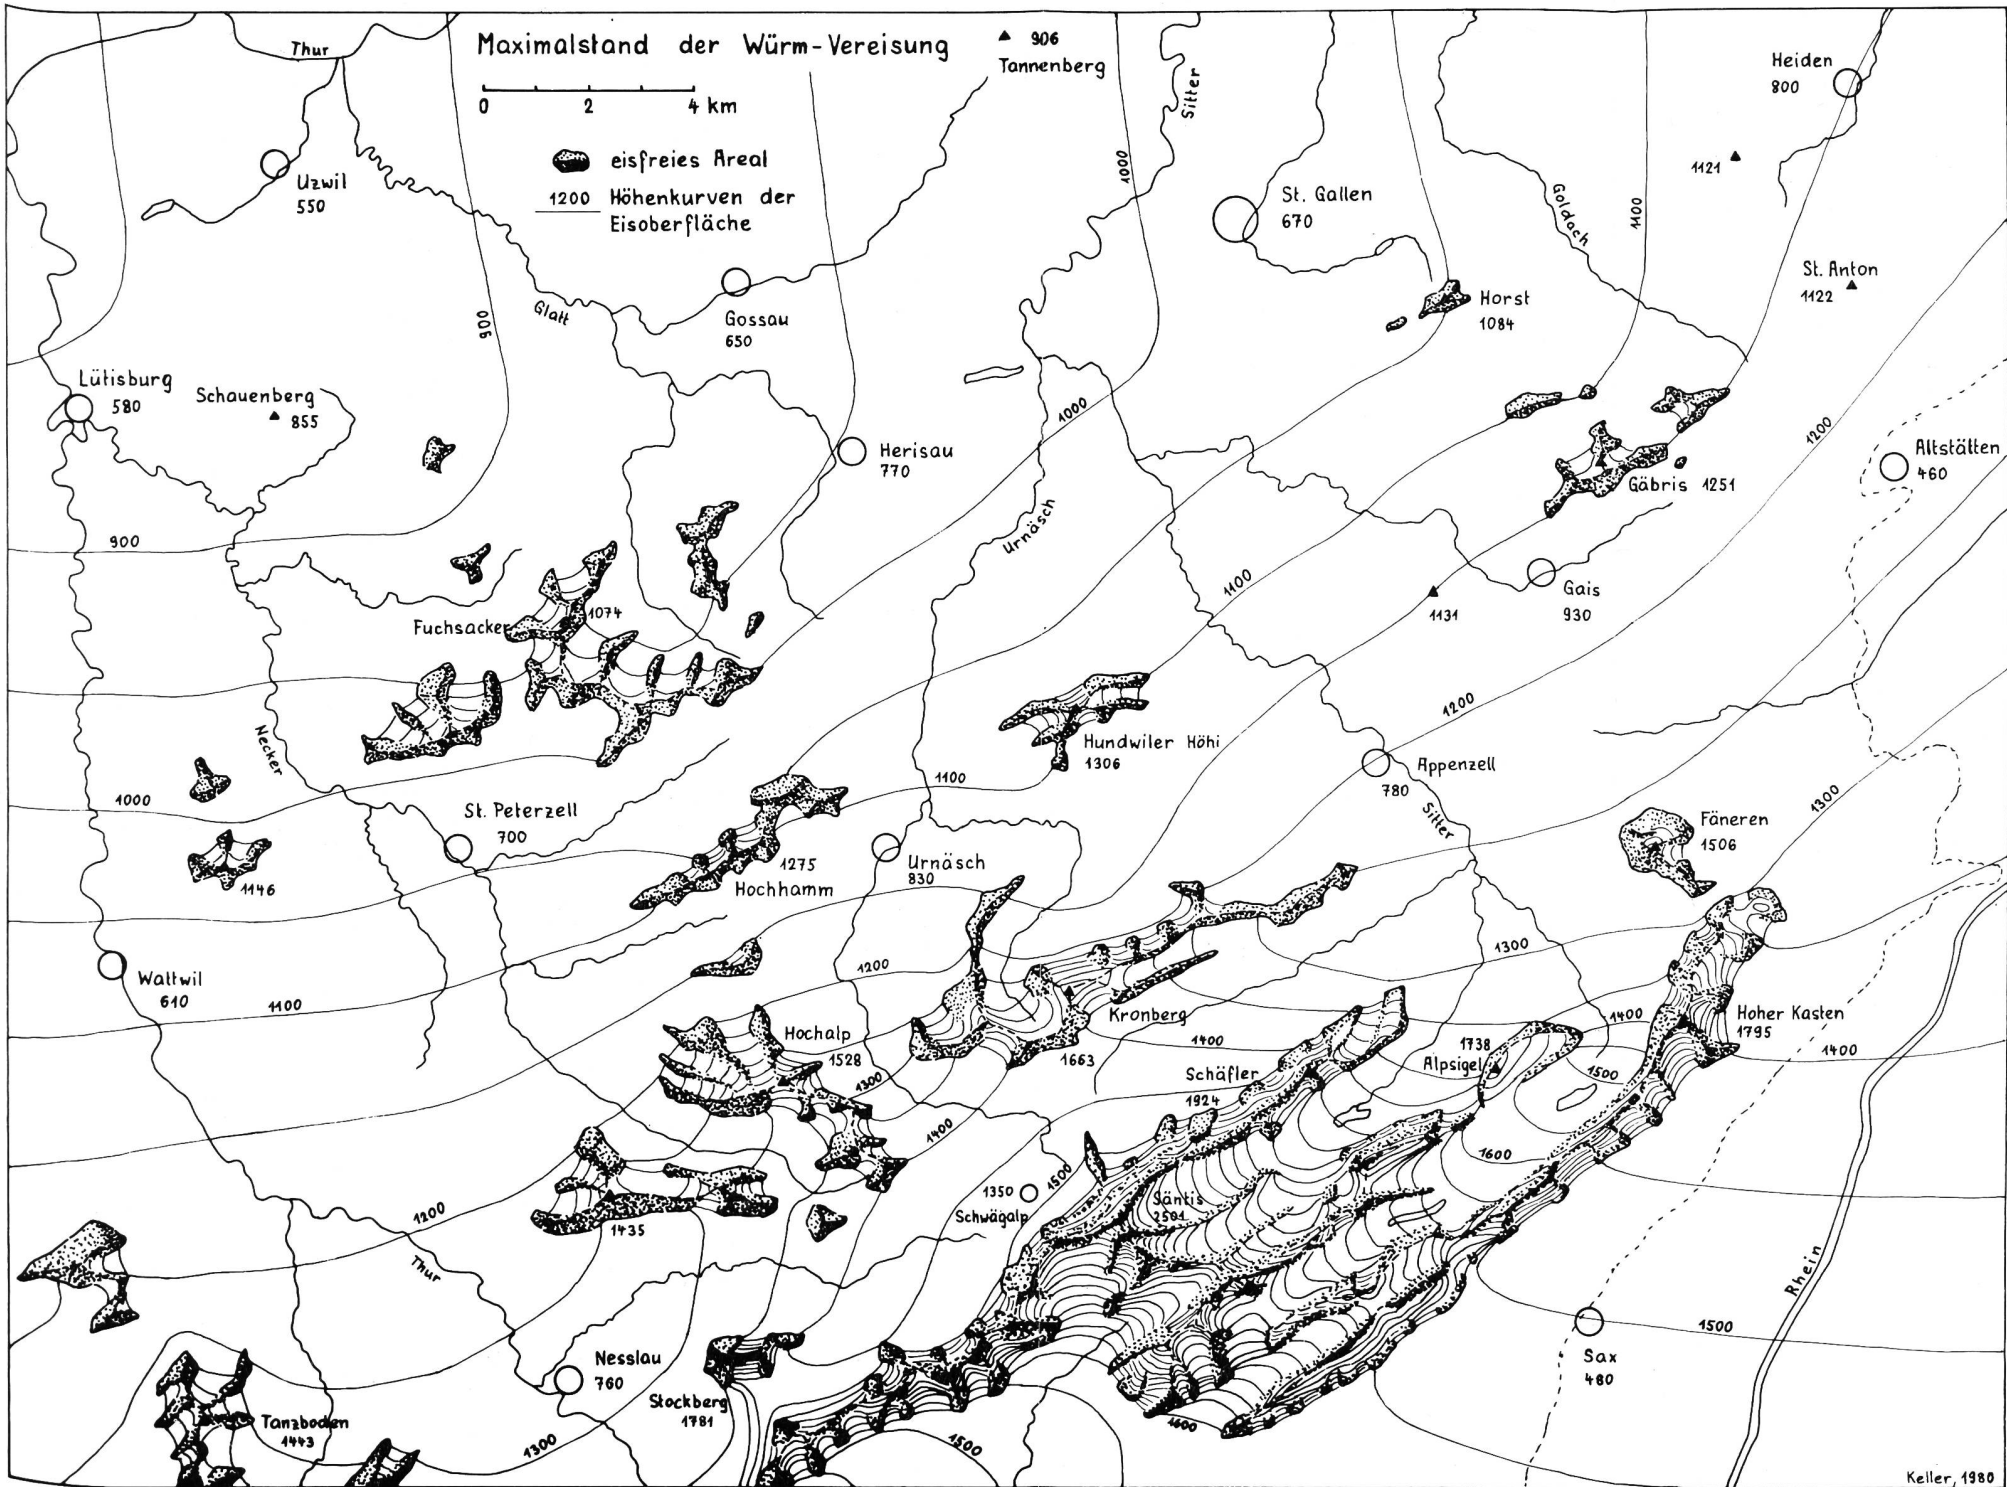 Maximalstand der Würm-Vereisung
0 2 4 km
eisfreies Areal
1200 Höhenkurven der
Eisoberfläche
Thur
906
Tannenberg
Sitter
Heiden
800
1121
Uzwil
550
1000
St. Gallen
670
Goldach
1100
St. Anton
1122
Glatt
900
Gossau
650
Horst
1084
Lütisburg
580
Schauenberg
855
1000
Herisau
770
1200
Altstätten
460
Gäbris 1251
Urnäsch
900
1100
Gais
930
1131
Fuchsacker
1074
Necker
1200
Hundwiler Höhi
1306
Appenzell
780
Sitter
1000
1100
1300
St. Peterzell
700
Fäneren
1506
1275
Hochhamm
Urnäsch
830
1146
1300
1200
Wattwil
610
1100
Kronberg
1663
Hochalp
1528
1400
1400
Hoher Kasten
1795
1400
1738
Alpsigel
Schäfler
1924
1300
1500
1400
1600
1500
1350
Schwägalp
Säntis
2501
1200
1435
Thur
Rhein
1500
Sax
480
Nesslau
760
Stockberg
1781
Tanzboden
1443
1300
1500
1600
Keller, 1980